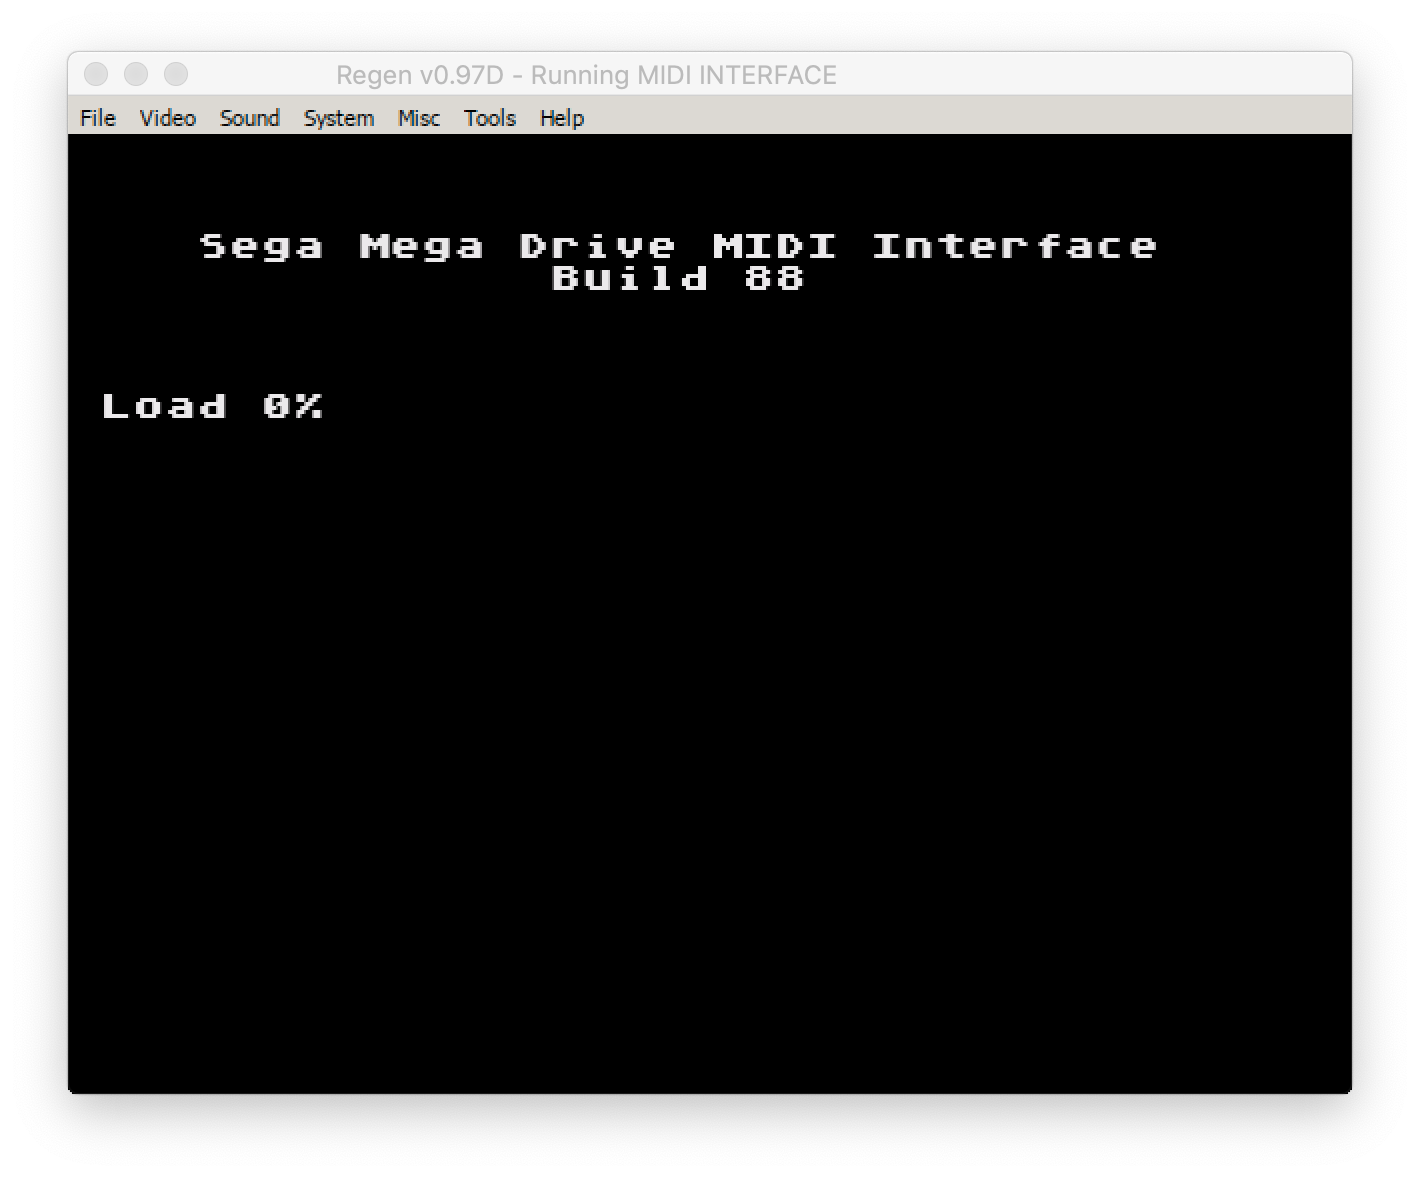 Regen v0.97D - Running MIDI INTERFACE
File Video Sound System Misc Tools Help
Sega Mega Drive MIDI Interface
Build 88
Load 0%